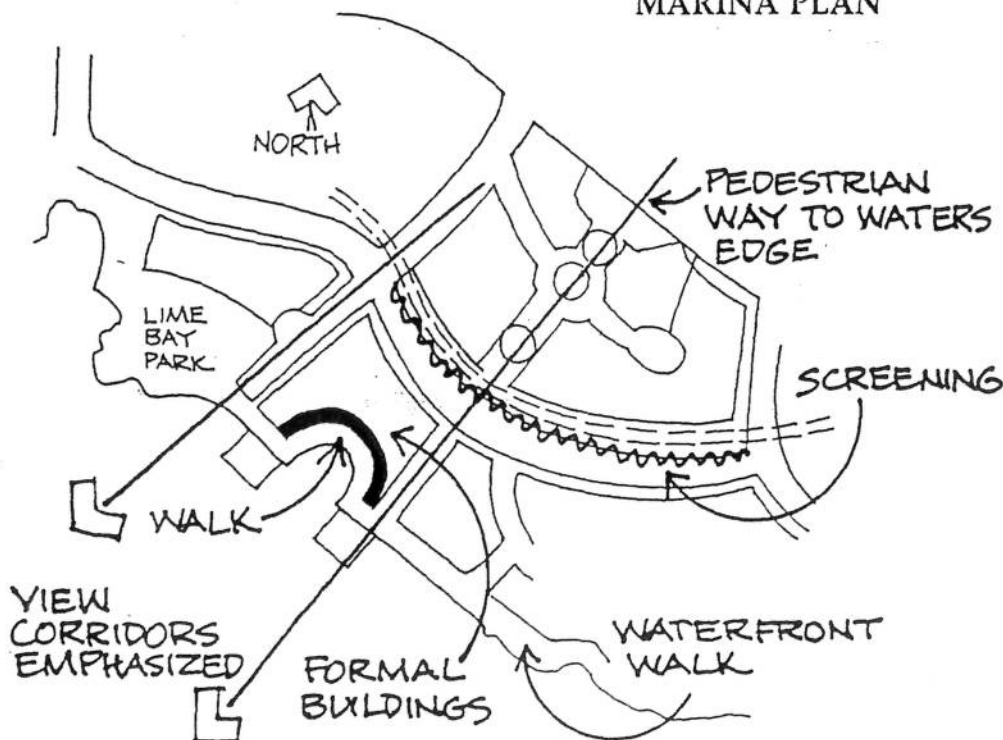 MARINA PLAN
NORTH
PEDESTRIAN
WAY TO WATERS
EDGE
LIME
BAY
PARK
SCREENING
WALK
VIEW
CORRIDORS
EMPHASIZED
FORMAL
BUILDINGS
WATERFRONT
WALK